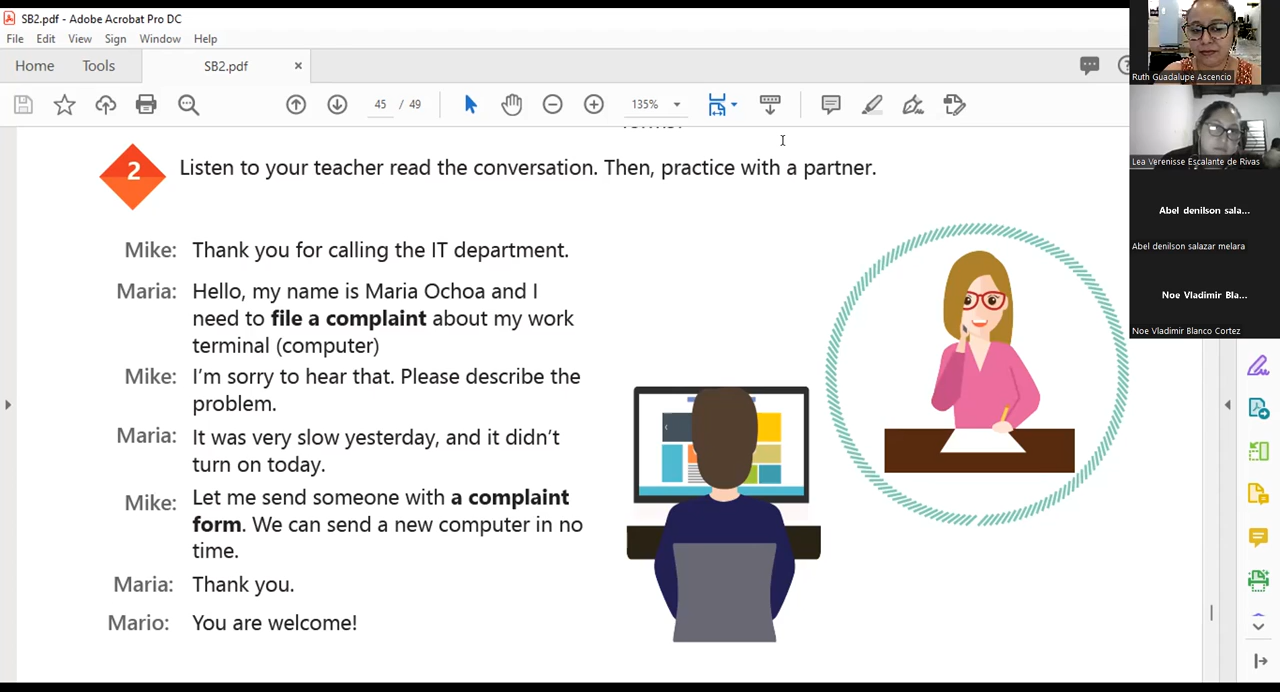 SB2.pdf - Adobe Acrobat Pro DC
File Edit View Sign Window Help
Home Tools SB2.pdf ×
45 / 49 135%
2 Listen to your teacher read the conversation. Then, practice with a partner.
Mike: Thank you for calling the IT department.
Maria: Hello, my name is Maria Ochoa and I
need to file a complaint about my work
terminal (computer)
Mike: I'm sorry to hear that. Please describe the
problem.
Maria: It was very slow yesterday, and it didn't
turn on today.
Mike: Let me send someone with a complaint
form. We can send a new computer in no
time.
Maria: Thank you.
Mario: You are welcome!
Ruth Guadalupe Ascencio
Lea Verenisse Escalante de Rivas
Abel denilson sala...
Abel denilson salazar melara
Noe Vladimir Bla...
Noe Vladimir Blanco Cortez